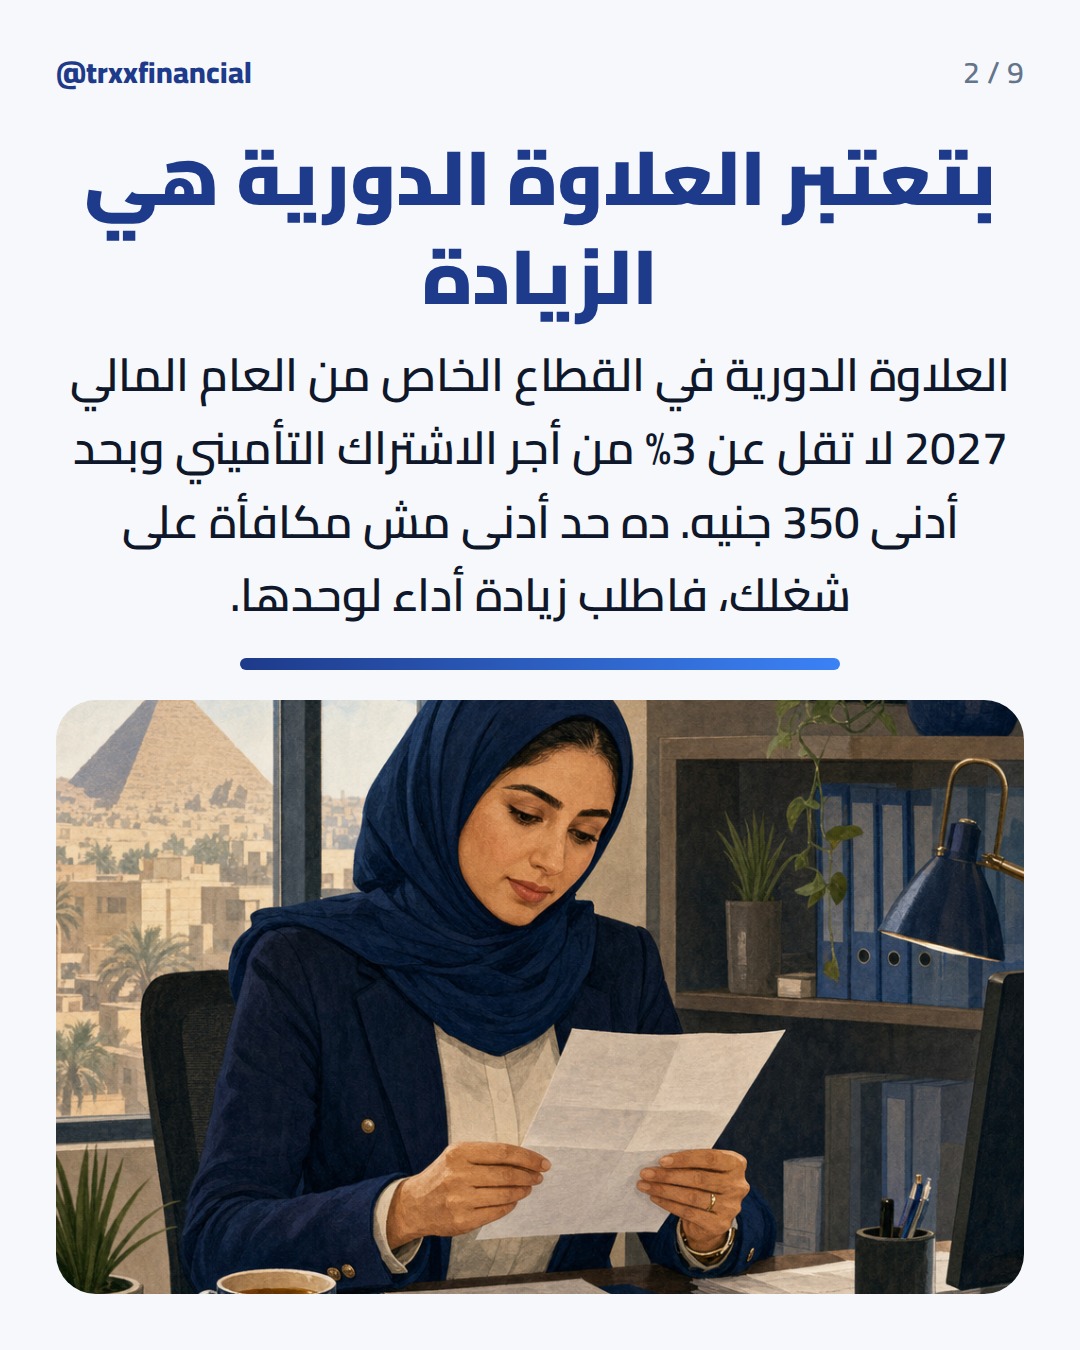 @trxxfinancial
2 / 9
بتعتبر العلاوة الدورية هي
الزيادة
العلاوة الدورية في القطاع الخاص من العام المالي
2027 لا تقل عن 3% من أجر الاشتراك التأميني وبحد
أدنى 350 جنيه. ده حد أدنى مش مكافأة على
شغلك، فاطلب زيادة أداء لوحدها.